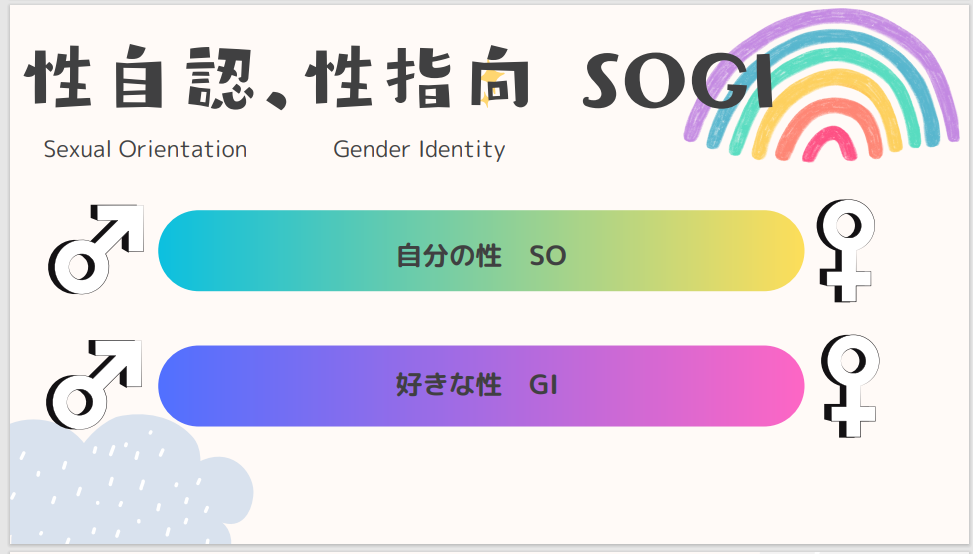 性自認、性指向 SOGI
Sexual Orientation Gender Identity
自分の性 SO
好きな性 GI